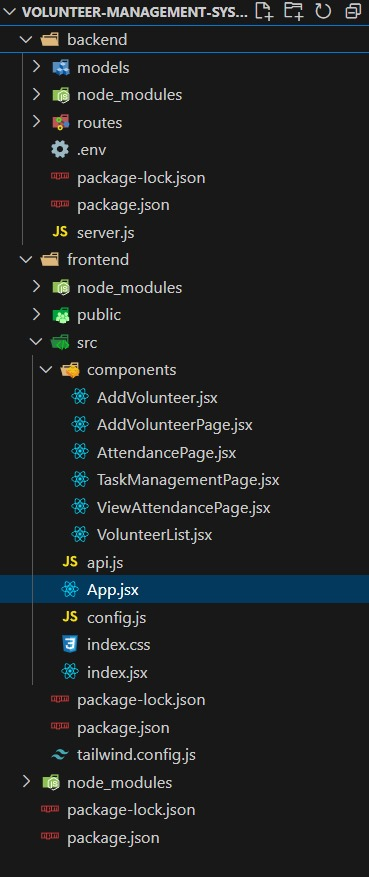 VOLUNTEER-MANAGEMENT-SYS...
backend
models
node_modules
routes
.env
package-lock.json
package.json
JS server.js
frontend
node_modules
public
src
components
AddVolunteer.jsx
AddVolunteerPage.jsx
AttendancePage.jsx
TaskManagementPage.jsx
ViewAttendancePage.jsx
VolunteerList.jsx
JS api.js
App.jsx
JS config.js
index.css
index.jsx
package-lock.json
package.json
tailwind.config.js
node_modules
package-lock.json
package.json